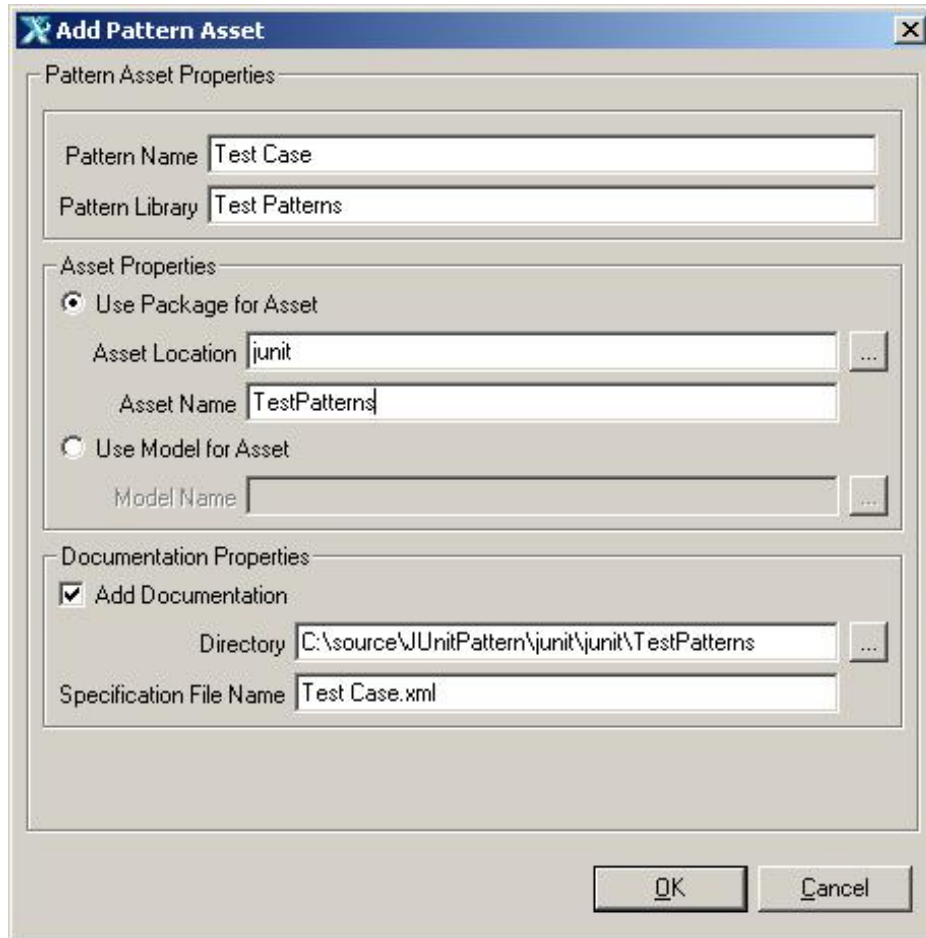 Add Pattern Asset
Pattern Asset Properties
Pattern Name Test Case
Pattern Library Test Patterns
Asset Properties
Use Package for Asset
Asset Location junit ...
Asset Name TestPatterns
Use Model for Asset
Model Name ...
Documentation Properties
Add Documentation
Directory C:\source\JUnitPattern\junit\junit\TestPatterns ...
Specification File Name Test Case.xml
OK Cancel